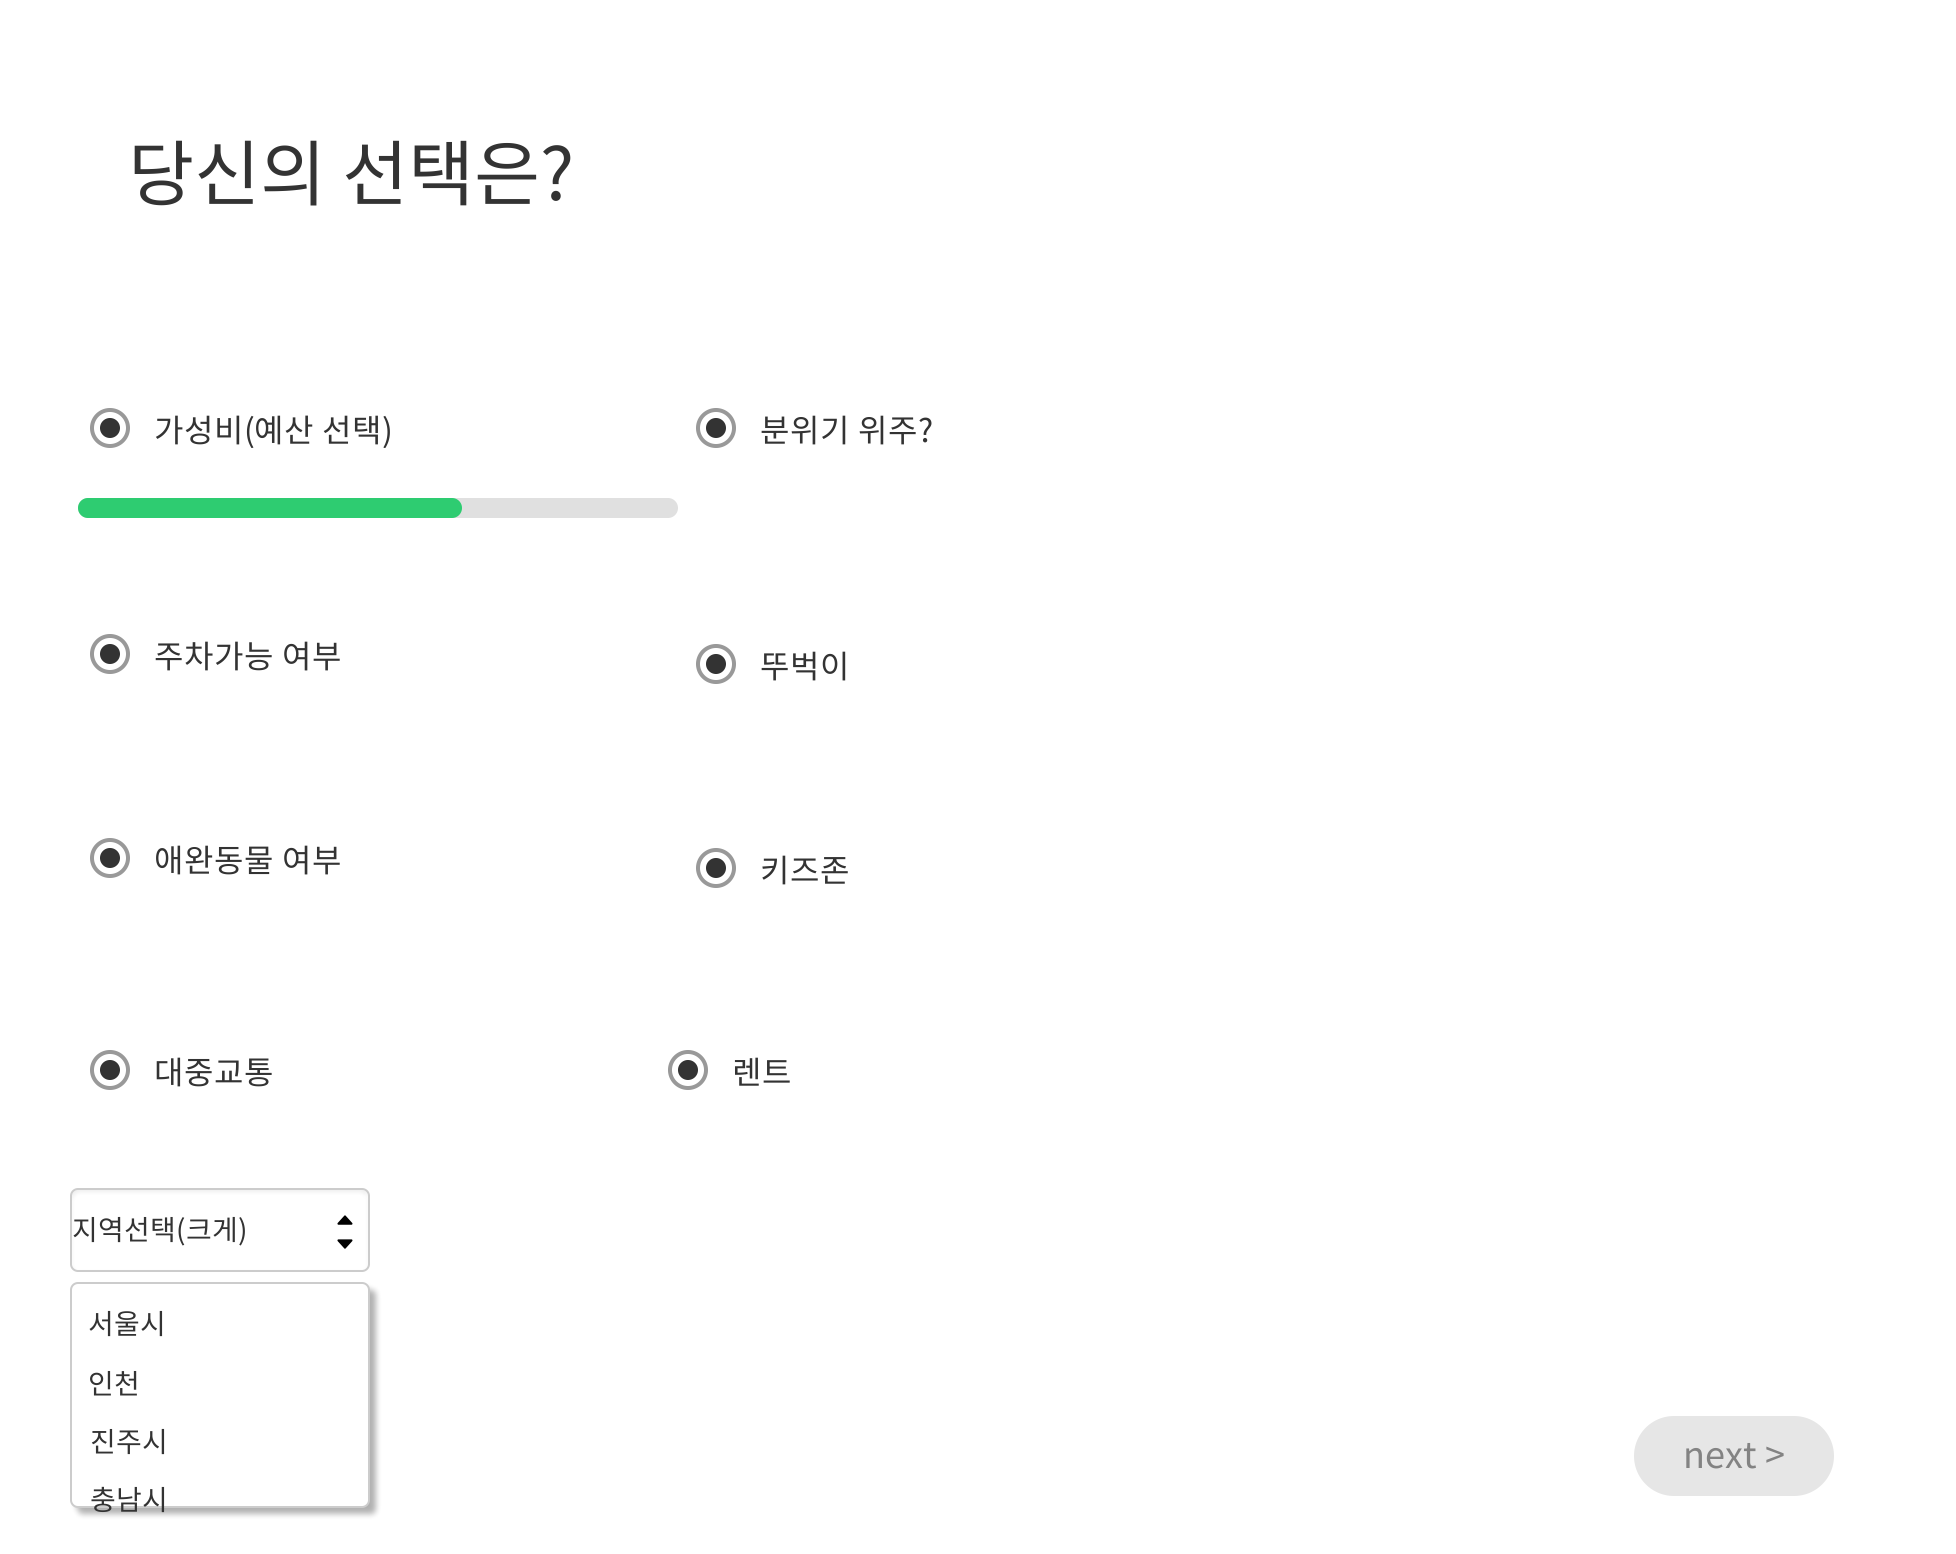 당신의 선택은?
가성비(예산 선택)
분위기 위주?
주차가능 여부
뚜벅이
애완동물 여부
키즈존
대중교통
렌트
지역선택(크게)
서울시
인천
진주시
충남시
next >